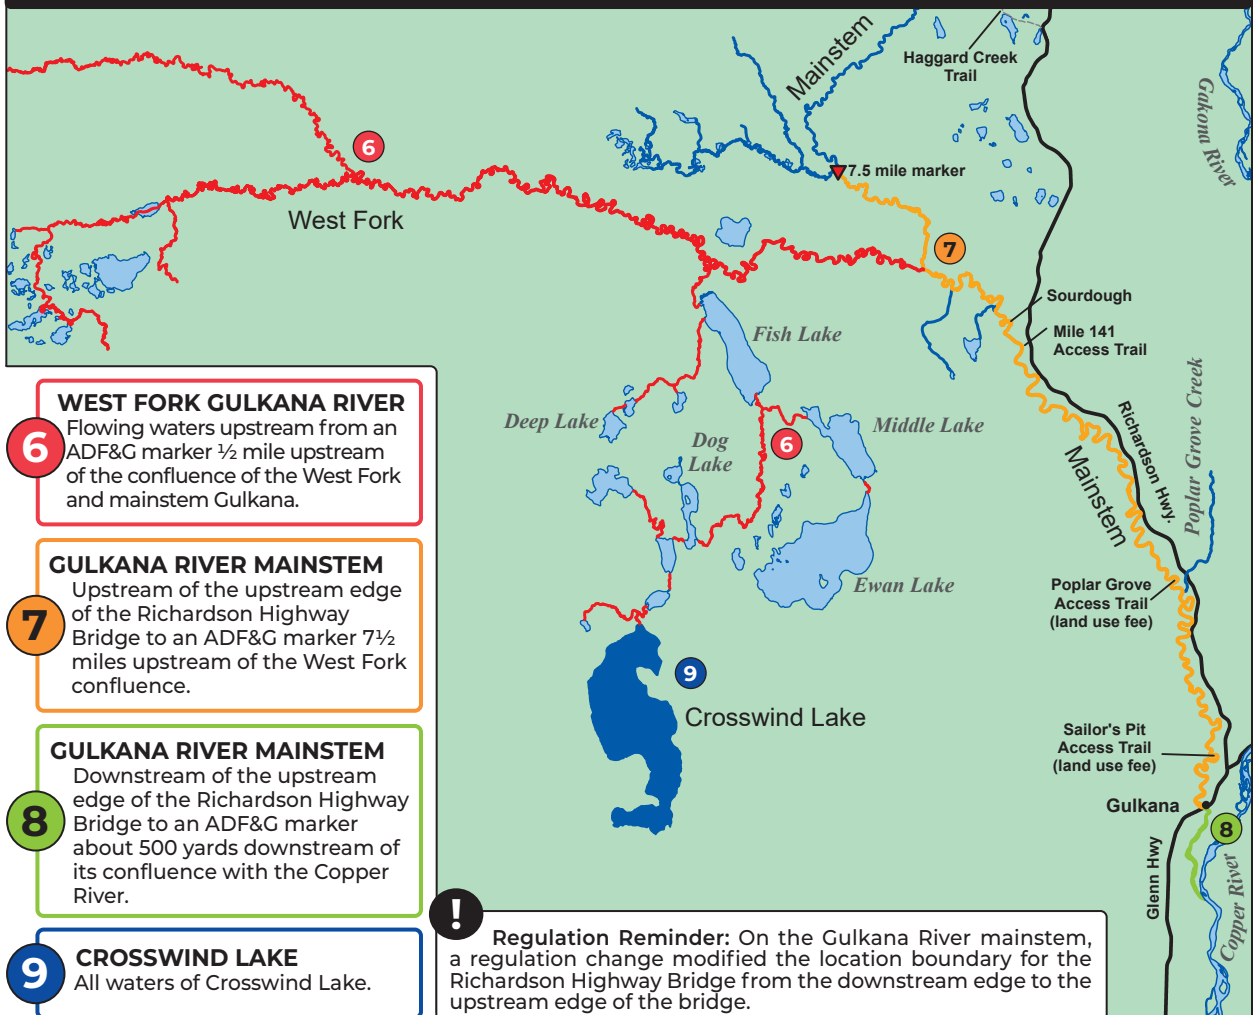 Haggard Creek
Trail
Mainstem
Gakona River
6
7.5 mile marker
West Fork
7
Sourdough
Mile 141
Access Trail
Fish Lake
Deep Lake
Dog
Lake
6
Middle Lake
Richardson Hwy.
Poplar Grove Creek
Mainstem
Ewan Lake
Poplar Grove
Access Trail
(land use fee)
9
Crosswind Lake
Sailor's Pit
Access Trail
(land use fee)
Gulkana
8
Glenn Hwy
Copper River
6
WEST FORK GULKANA RIVER
Flowing waters upstream from an
ADF&G marker ½ mile upstream
of the confluence of the West Fork
and mainstem Gulkana.
7
GULKANA RIVER MAINSTEM
Upstream of the upstream edge
of the Richardson Highway
Bridge to an ADF&G marker 7½
miles upstream of the West Fork
confluence.
8
GULKANA RIVER MAINSTEM
Downstream of the upstream
edge of the Richardson Highway
Bridge to an ADF&G marker
about 500 yards downstream of
its confluence with the Copper
River.
9
CROSSWIND LAKE
All waters of Crosswind Lake.
!
Regulation Reminder: On the Gulkana River mainstem,
a regulation change modified the location boundary for the
Richardson Highway Bridge from the downstream edge to the
upstream edge of the bridge.